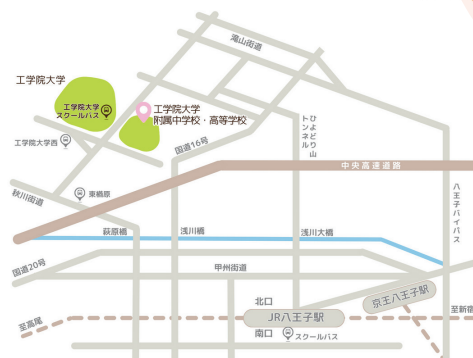 滝山街道
工学院大学
工学院大学
スクールバス
工学院大学
附属中学校・高等学校
工学院大学西
国道16号
ひよどり山
トンネル
中央高速道路
秋川街道
東楢原
萩原橋
浅川橋
浅川大橋
八王子バイパス
国道20号
甲州街道
北口
京王八王子駅
JR八王子駅
至新宿
至高尾
南口
スクールバス